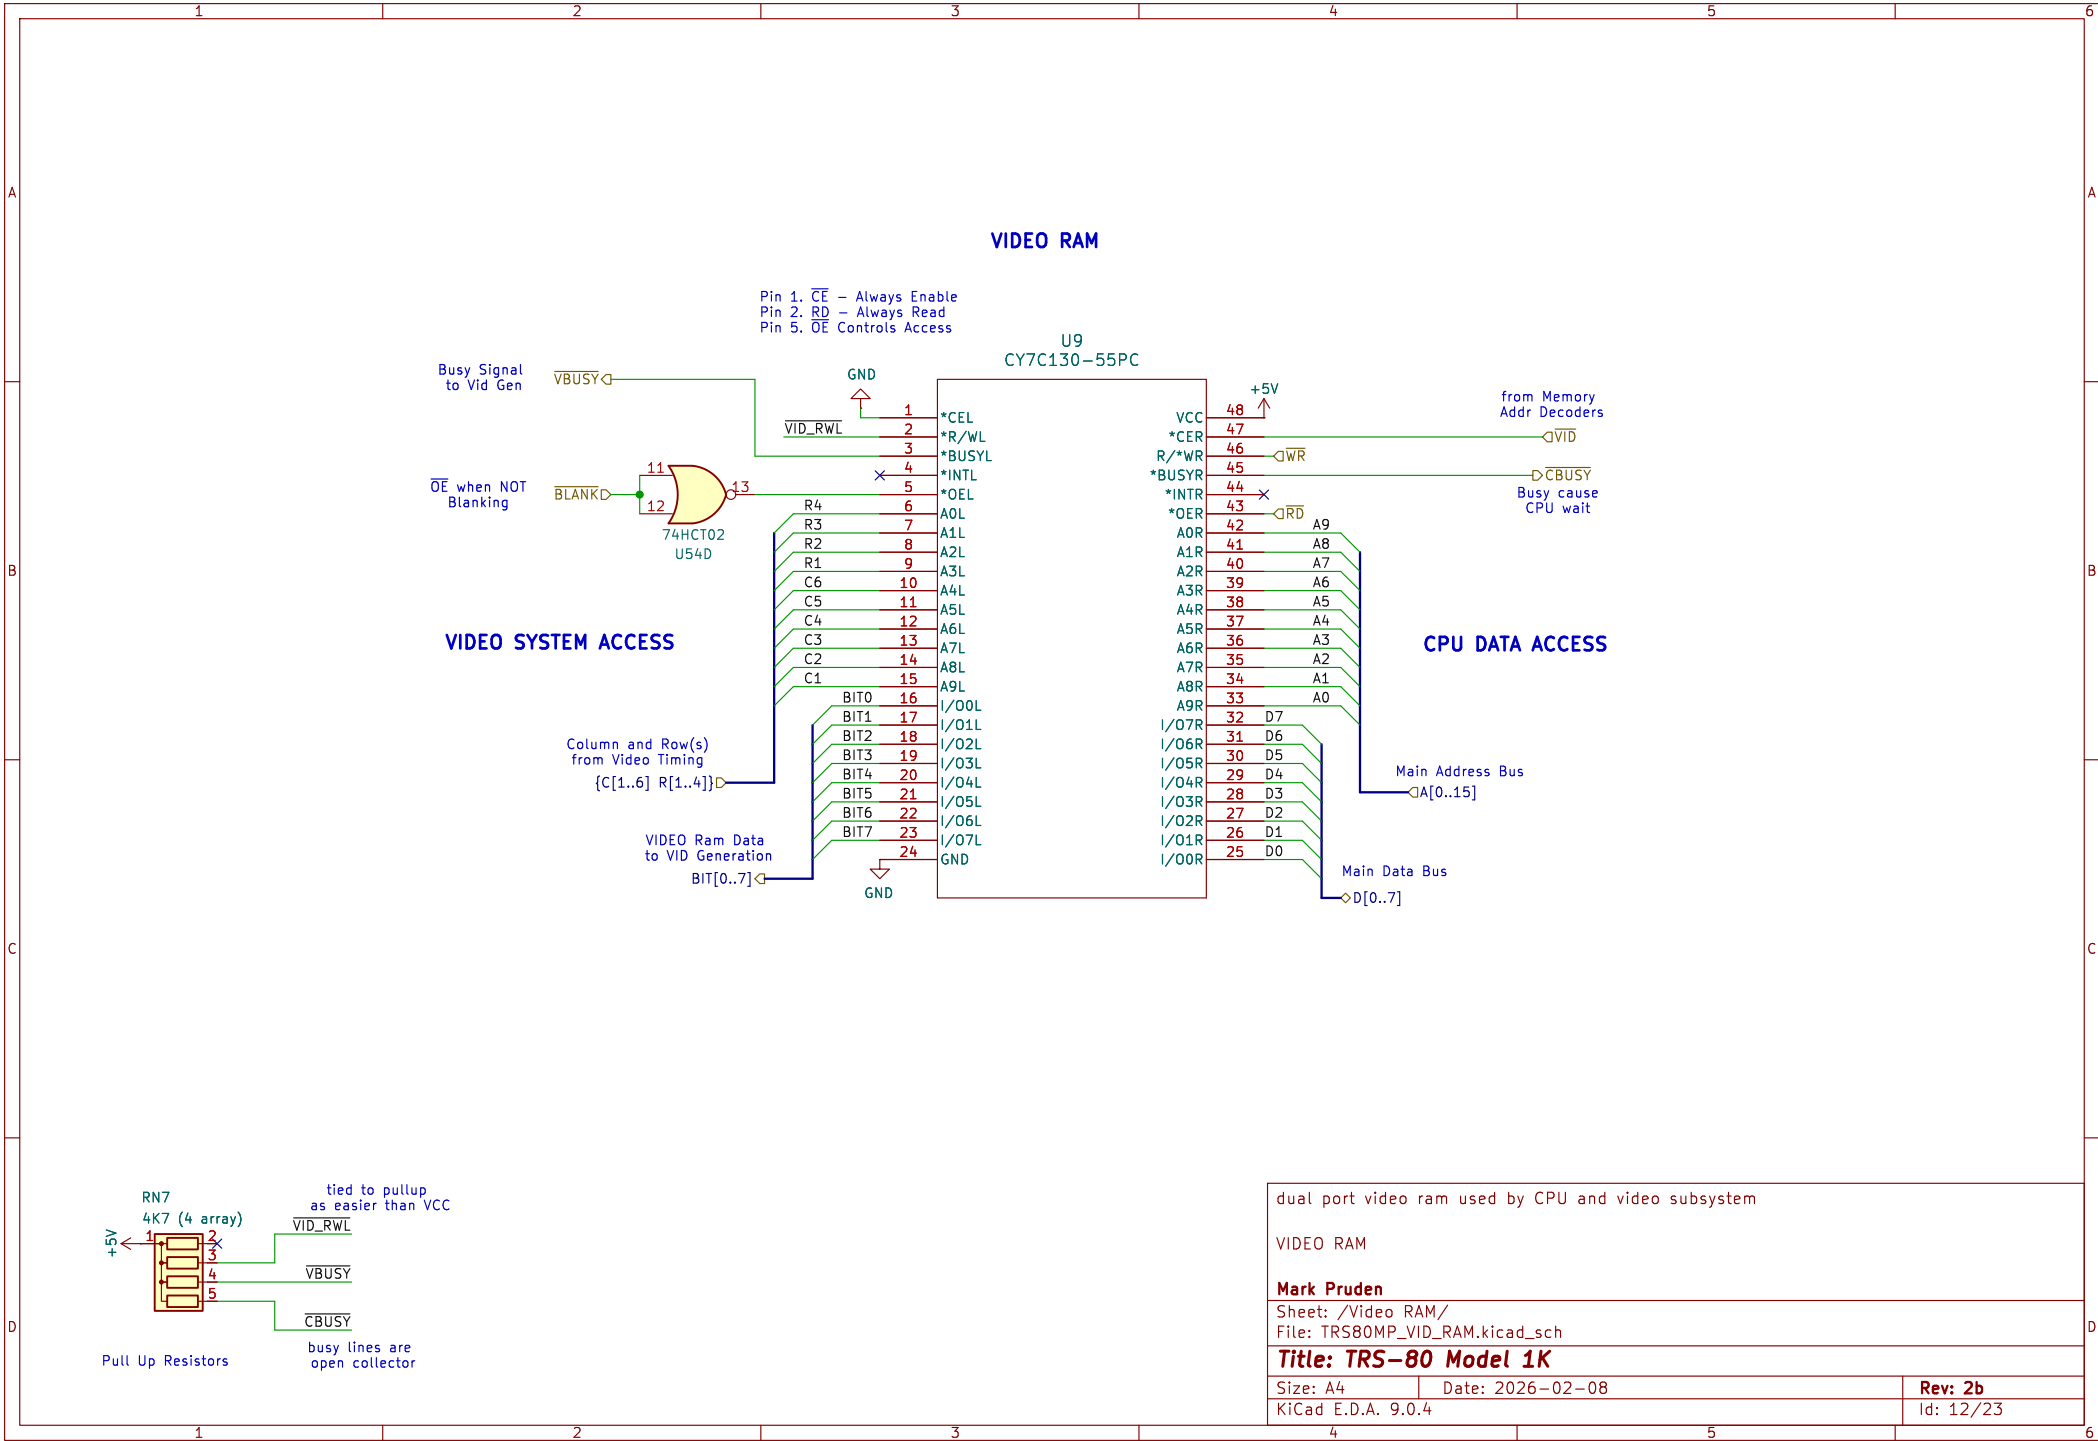 1 2 3 4 5 6
A
B
C
D
A
B
C
D
1 2 3 4 5 6
VIDEO RAM
Pin 1. CE - Always Enable
Pin 2. RD - Always Read
Pin 5. OE Controls Access
U9
CY7C130-55PC
Busy Signal
to Vid Gen
VBUSY
GND
VID_RWL
OE when NOT
Blanking
BLANK
11
12
13
74HCT02
U54D
1 *CEL
2 *R/WL
3 *BUSYL
4 *INTL
5 *OEL
R4 6 A0L
R3 7 A1L
R2 8 A2L
R1 9 A3L
C6 10 A4L
C5 11 A5L
C4 12 A6L
C3 13 A7L
C2 14 A8L
C1 15 A9L
BIT0 16 I/O0L
BIT1 17 I/O1L
BIT2 18 I/O2L
BIT3 19 I/O3L
BIT4 20 I/O4L
BIT5 21 I/O5L
BIT6 22 I/O6L
BIT7 23 I/O7L
24 GND
GND
VIDEO SYSTEM ACCESS
Column and Row(s)
from Video Timing
{C[1..6] R[1..4]}
VIDEO Ram Data
to VID Generation
BIT[0..7]
+5V
VCC 48
*CER 47
R/*WR 46
*BUSYR 45
*INTR 44
*OER 43
A0R 42 A9
A1R 41 A8
A2R 40 A7
A3R 39 A6
A4R 38 A5
A5R 37 A4
A6R 36 A3
A7R 35 A2
A8R 34 A1
A9R 33 A0
I/O7R 32 D7
I/O6R 31 D6
I/O5R 30 D5
I/O4R 29 D4
I/O3R 28 D3
I/O2R 27 D2
I/O1R 26 D1
I/O0R 25 D0
from Memory
Addr Decoders
VID
WR
CBUSY
Busy cause
CPU wait
RD
CPU DATA ACCESS
Main Address Bus
A[0..15]
Main Data Bus
D[0..7]
RN7
4K7 (4 array)
+5V
1
2
3
4
5
tied to pullup
as easier than VCC
VID_RWL
VBUSY
CBUSY
busy lines are
open collector
Pull Up Resistors
dual port video ram used by CPU and video subsystem
VIDEO RAM
Mark Pruden
Sheet: /Video RAM/
File: TRS80MP_VID_RAM.kicad_sch
Title: TRS-80 Model 1K
Size: A4 Date: 2026-02-08 Rev: 2b
KiCad E.D.A. 9.0.4 Id: 12/23